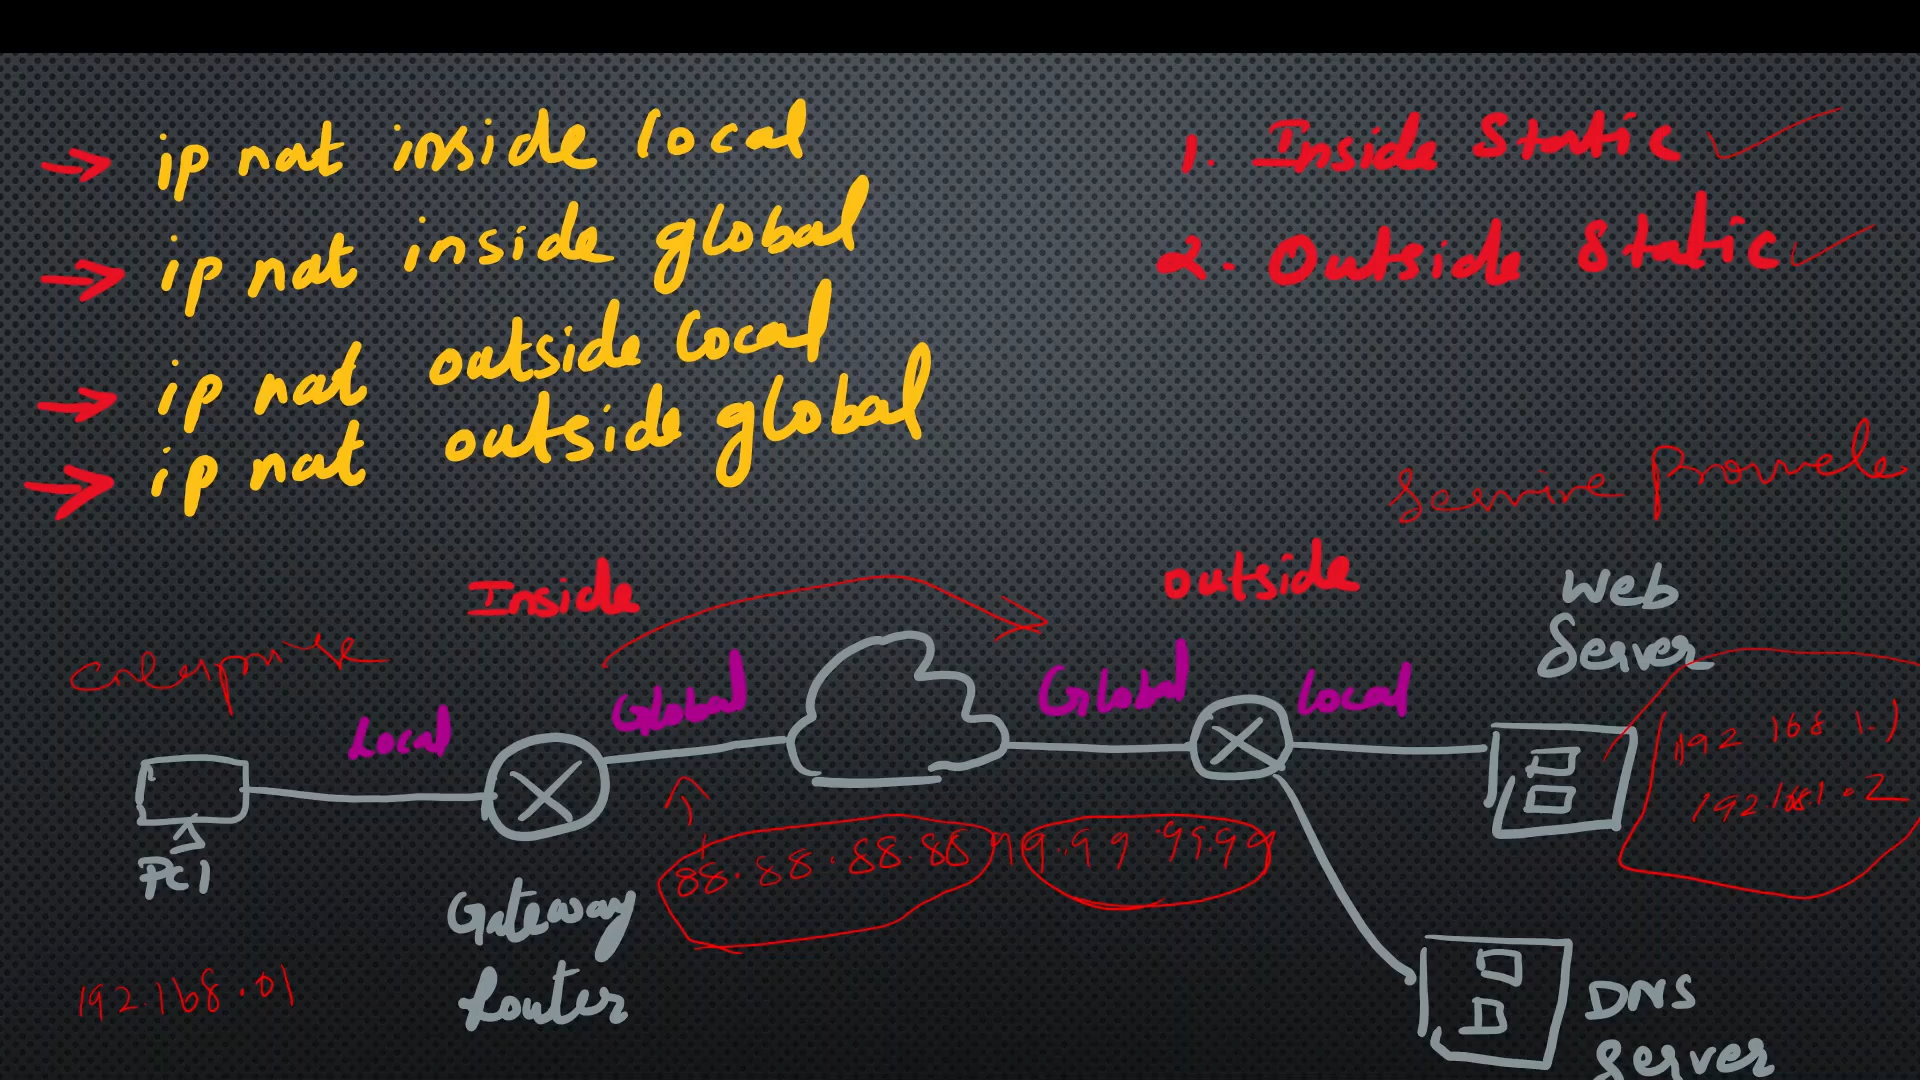 → ip nat inside local
→ ip nat inside global
→ ip nat outside local
→ ip nat outside global
1. Inside Static
2. Outside Static
Service
Inside
Outside
Web
Server
Local
Global
Global
Local
192 168 1.1
192 168.1.2
88.88.88.88
99.99.99.99
PC1
Gateway
Router
192.168.01
DNS
Server